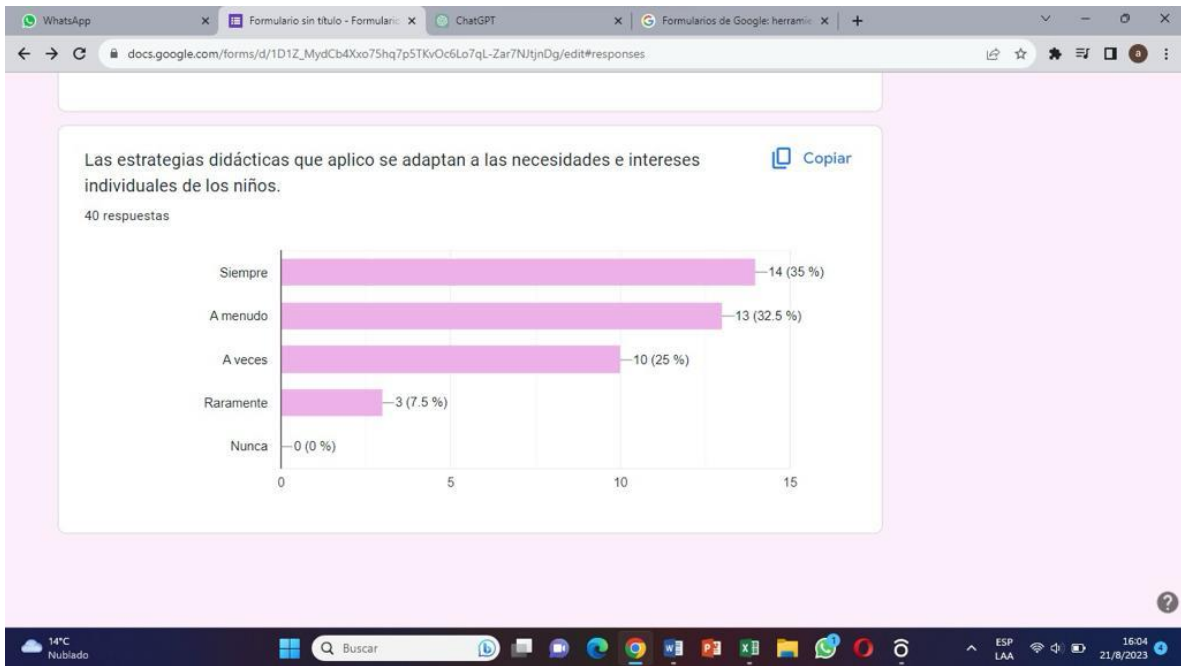 WhatsApp
Formulario sin título - Formulario
ChatGPT
Formularios de Google: herramie
docs.google.com/forms/d/1D1Z_MydCb4Xxo75hq7p5TKvOc6Lo7qL-Zar7NJtjnDg/edit#responses
a
Las estrategias didácticas que aplico se adaptan a las necesidades e intereses
individuales de los niños.
Copiar
40 respuestas
Siempre 14 (35 %)
A menudo 13 (32.5 %)
A veces 10 (25 %)
Raramente 3 (7.5 %)
Nunca 0 (0 %)
0 5 10 15
14°C
Nublado
Buscar
ESP
LAA
16:04
21/8/2023
4